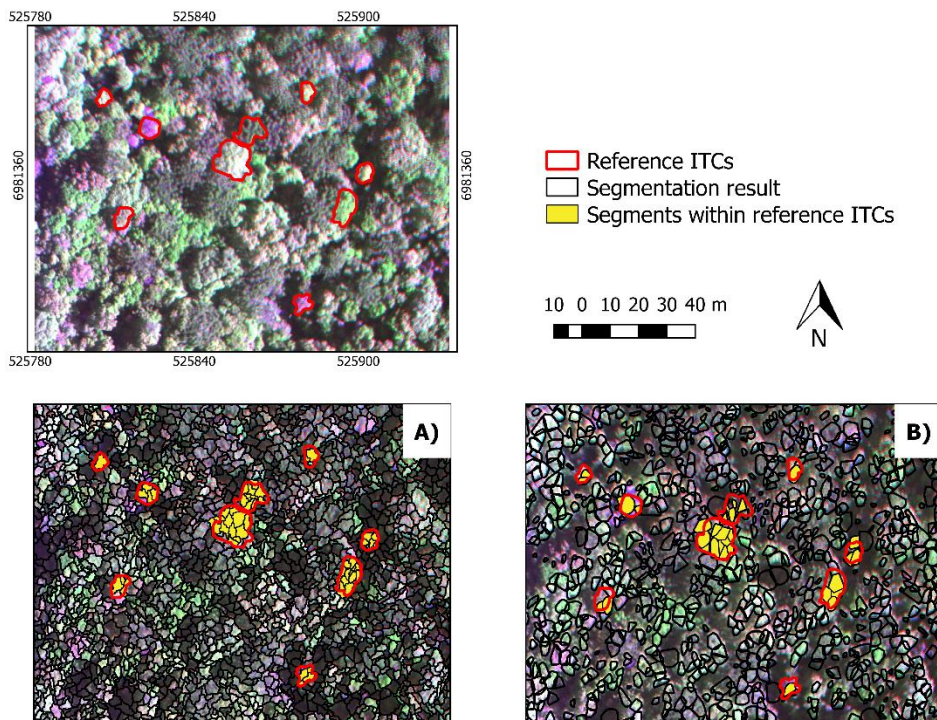 525780 525840 525900
6981360 6981360
525780 525840 525900
Reference ITCs
Segmentation result
Segments within reference ITCs
10 0 10 20 30 40 m
N
A) B)